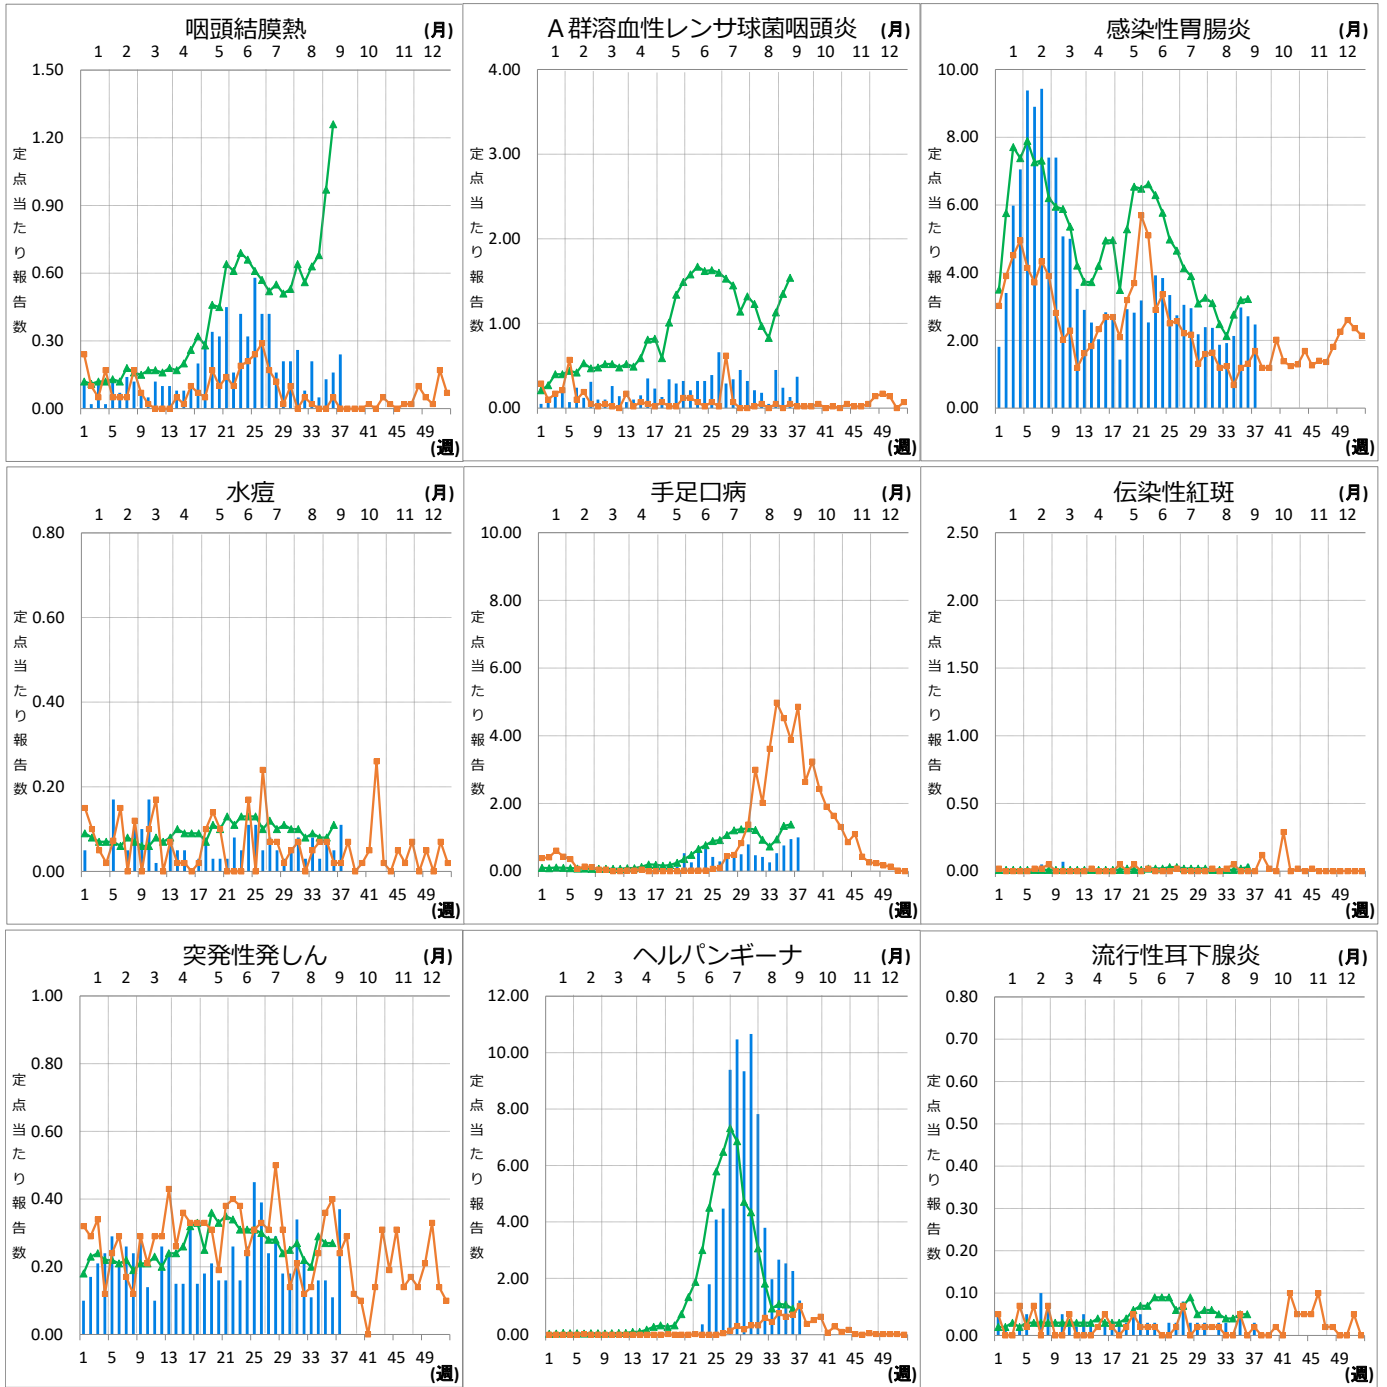 咽頭結膜熱
(月)
1 2 3 4 5 6 7 8 9 10 11 12
1.50
1.20
0.90
0.60
0.30
0.00
定点当たり報告数
1 5 9 13 17 21 25 29 33 37 41 45 49
(週)
A群溶血性レンサ球菌咽頭炎
(月)
1 2 3 4 5 6 7 8 9 10 11 12
4.00
3.00
2.00
1.00
0.00
定点当たり報告数
1 5 9 13 17 21 25 29 33 37 41 45 49
(週)
感染性胃腸炎
(月)
1 2 3 4 5 6 7 8 9 10 11 12
10.00
8.00
6.00
4.00
2.00
0.00
定点当たり報告数
1 5 9 13 17 21 25 29 33 37 41 45 49
(週)
水痘
(月)
1 2 3 4 5 6 7 8 9 10 11 12
0.80
0.60
0.40
0.20
0.00
定点当たり報告数
1 5 9 13 17 21 25 29 33 37 41 45 49
(週)
手足口病
(月)
1 2 3 4 5 6 7 8 9 10 11 12
10.00
8.00
6.00
4.00
2.00
0.00
定点当たり報告数
1 5 9 13 17 21 25 29 33 37 41 45 49
(週)
伝染性紅斑
(月)
1 2 3 4 5 6 7 8 9 10 11 12
2.50
2.00
1.50
1.00
0.50
0.00
定点当たり報告数
1 5 9 13 17 21 25 29 33 37 41 45 49
(週)
突発性発しん
(月)
1 2 3 4 5 6 7 8 9 10 11 12
1.00
0.80
0.60
0.40
0.20
0.00
定点当たり報告数
1 5 9 13 17 21 25 29 33 37 41 45 49
(週)
ヘルパンギーナ
(月)
1 2 3 4 5 6 7 8 9 10 11 12
12.00
10.00
8.00
6.00
4.00
2.00
0.00
定点当たり報告数
1 5 9 13 17 21 25 29 33 37 41 45 49
(週)
流行性耳下腺炎
(月)
1 2 3 4 5 6 7 8 9 10 11 12
0.80
0.70
0.60
0.50
0.40
0.30
0.20
0.10
0.00
定点当たり報告数
1 5 9 13 17 21 25 29 33 37 41 45 49
(週)